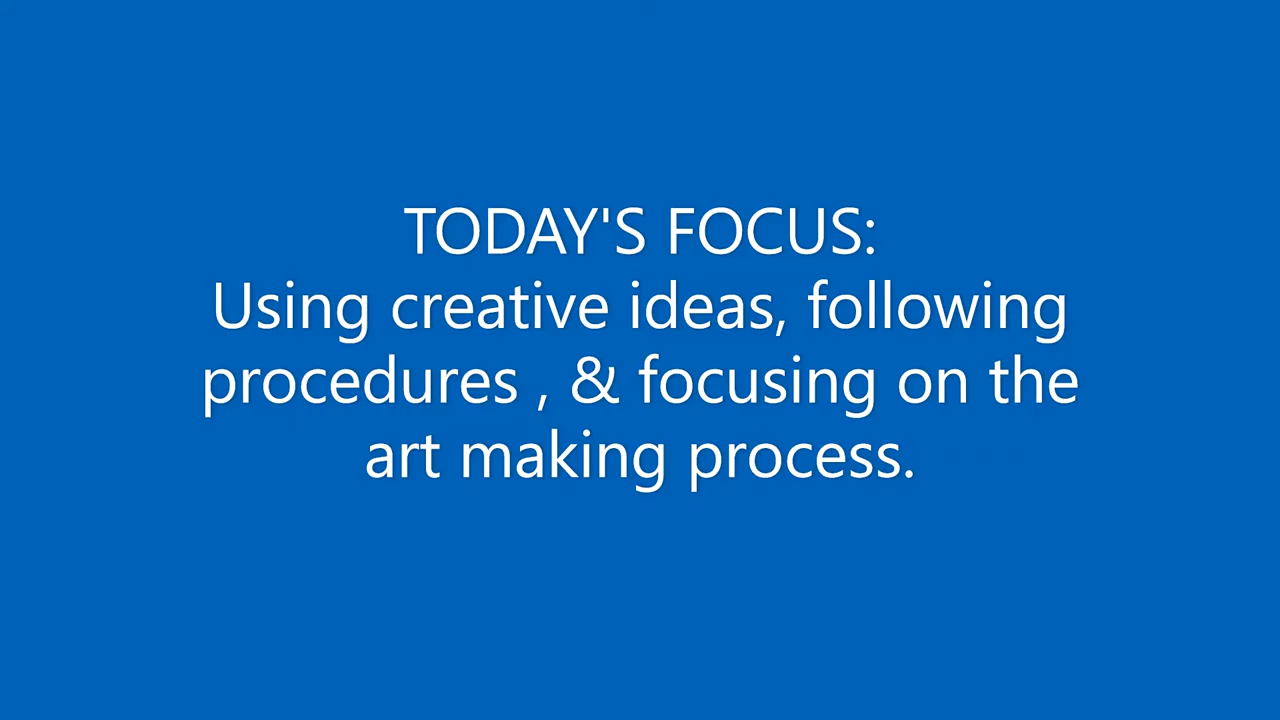 TODAY'S FOCUS:
Using creative ideas, following
procedures , & focusing on the
art making process.